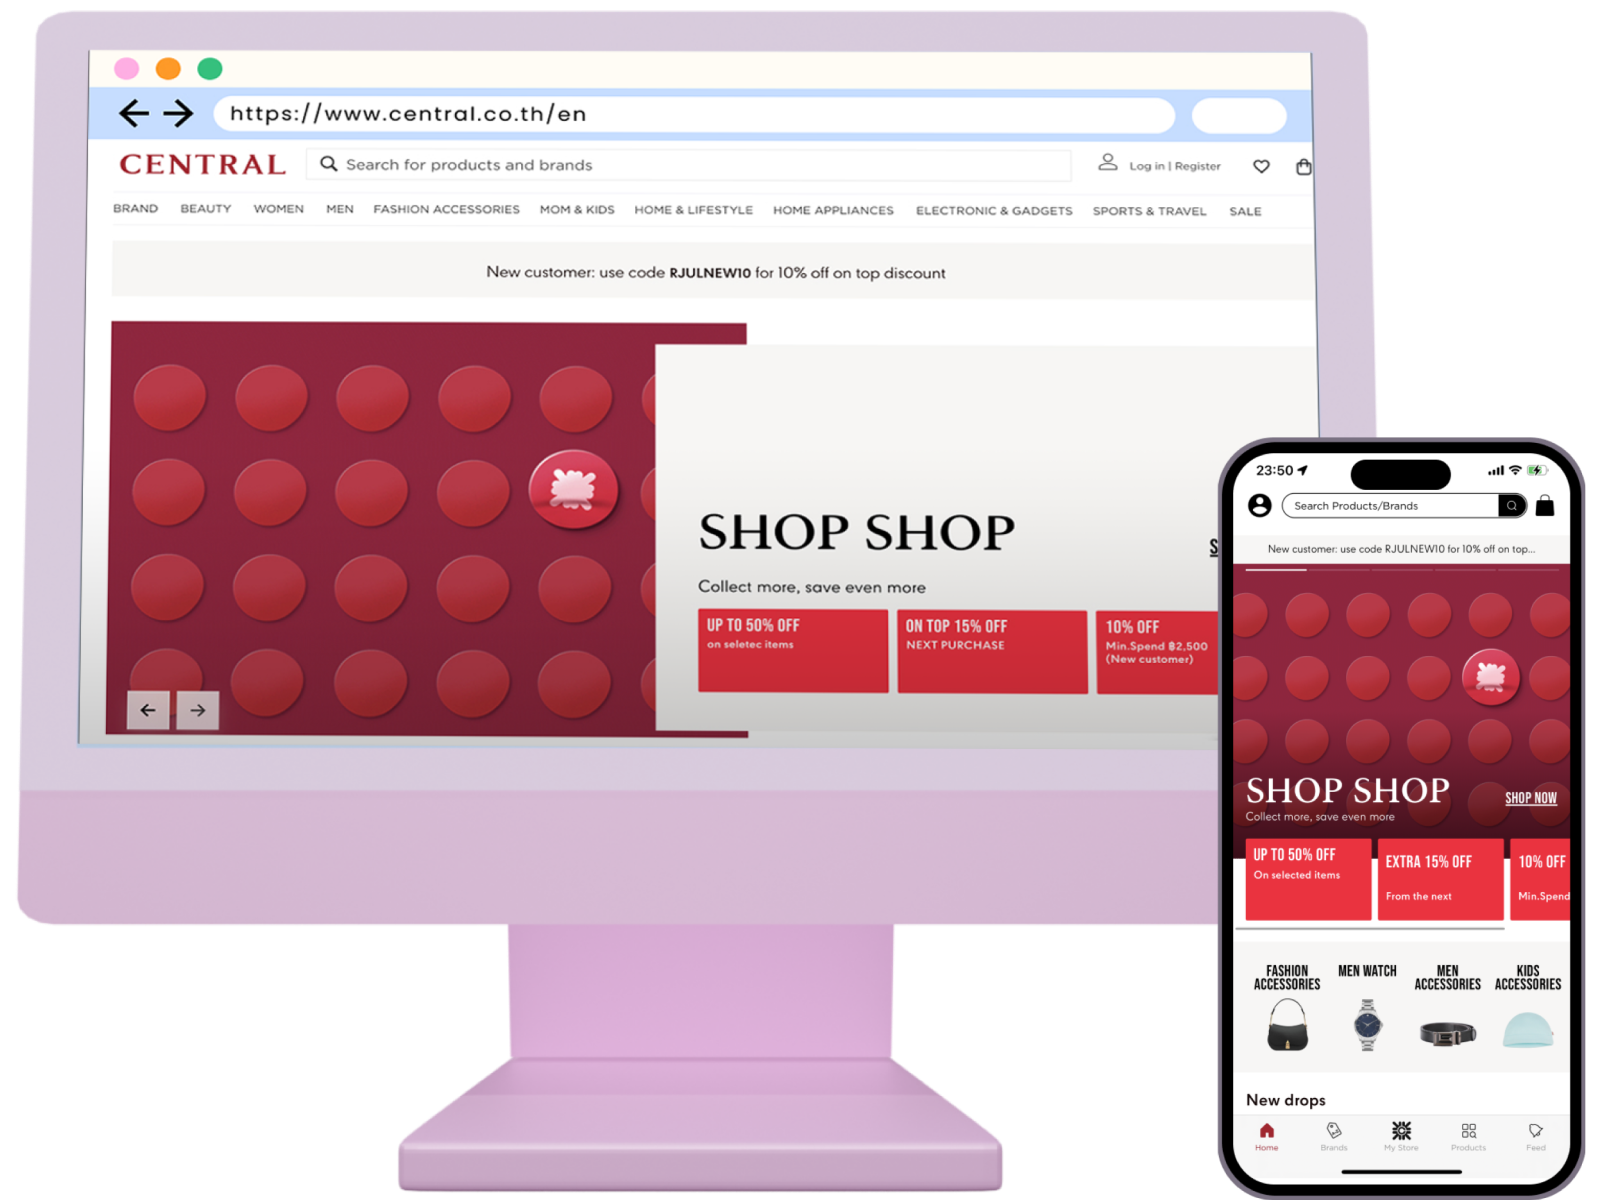 https://www.central.co.th/en
CENTRAL
Search for products and brands
Log in | Register
BRAND BEAUTY WOMEN MEN FASHION ACCESSORIES MOM & KIDS HOME & LIFESTYLE HOME APPLIANCES ELECTRONIC & GADGETS SPORTS & TRAVEL SALE
New customer: use code RJULNEW10 for 10% off on top discount
SHOP SHOP
S
Collect more, save even more
UP TO 50% OFF
on seletec items
ON TOP 15% OFF
NEXT PURCHASE
10% OFF
Min.Spend ฿2,500
(New customer)
23:50
Search Products/Brands
New customer: use code RJULNEW10 for 10% off on top...
SHOP SHOP
SHOP NOW
Collect more, save even more
UP TO 50% OFF
On selected items
EXTRA 15% OFF
From the next
10% OFF
Min.Spend
FASHION
ACCESSORIES
MEN WATCH
MEN
ACCESSORIES
KIDS
ACCESSORIES
New drops
Home Brands My Store Products Feed